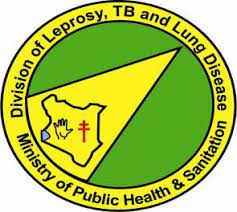 Division of Leprosy, TB and Lung Disease
Ministry of Public Health & Sanitation